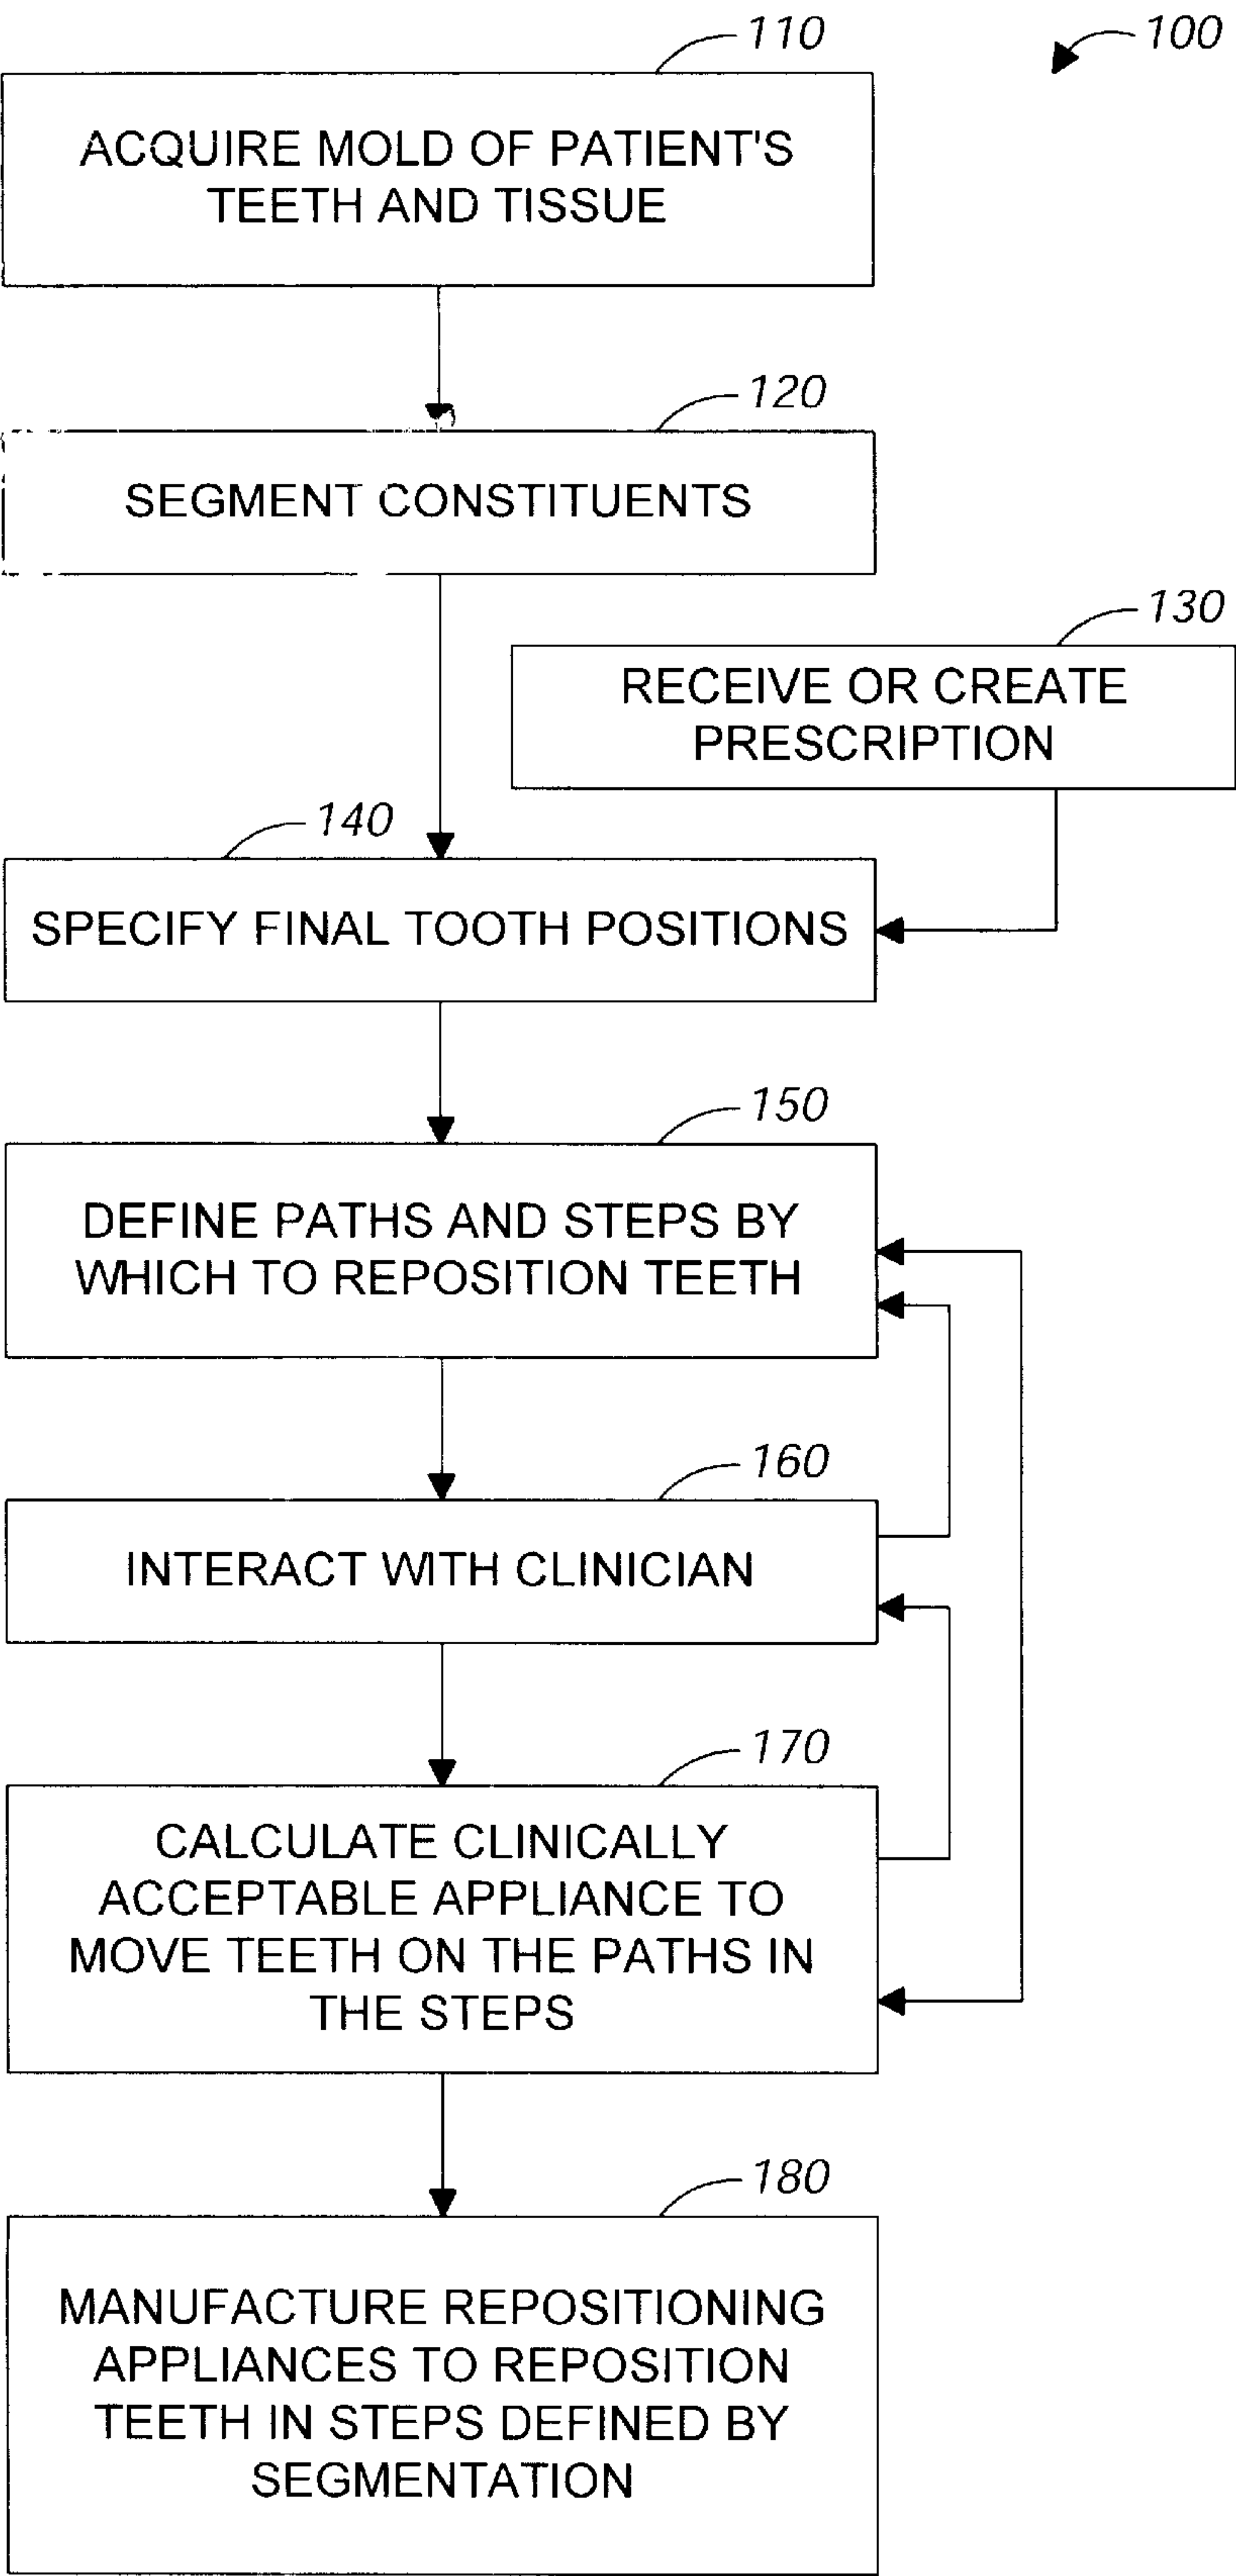 110
100
ACQUIRE MOLD OF PATIENT'S
TEETH AND TISSUE
120
SEGMENT CONSTITUENTS
130
RECEIVE OR CREATE
PRESCRIPTION
140
SPECIFY FINAL TOOTH POSITIONS
150
DEFINE PATHS AND STEPS BY
WHICH TO REPOSITION TEETH
160
INTERACT WITH CLINICIAN
170
CALCULATE CLINICALLY
ACCEPTABLE APPLIANCE TO
MOVE TEETH ON THE PATHS IN
THE STEPS
180
MANUFACTURE REPOSITIONING
APPLIANCES TO REPOSITION
TEETH IN STEPS DEFINED BY
SEGMENTATION